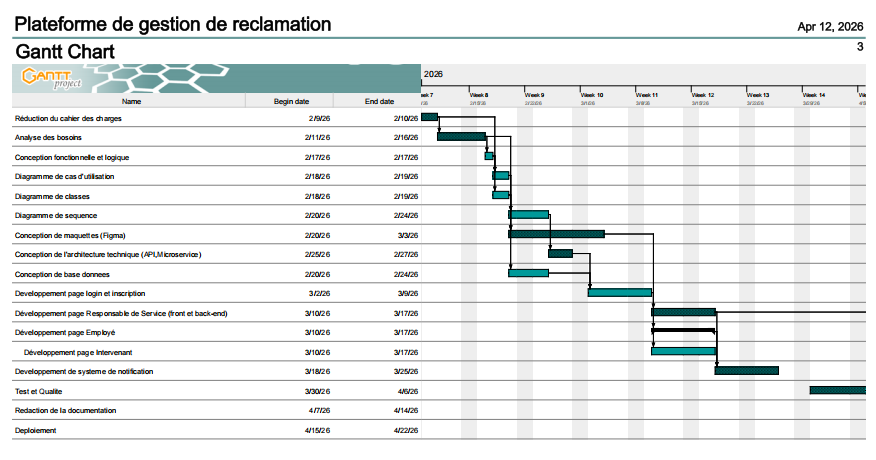 Plateforme de gestion de reclamation
Apr 12, 2026
Gantt Chart
3
GANTT project
2026
Name Begin date End date
Week 8 Week 9 Week 10 Week 11 Week 12 Week 13 Week 14
Réduction du cahier des charges 2/9/26 2/10/26
Analyse des bosoins 2/11/26 2/16/26
Conception fonctionnelle et logique 2/17/26 2/17/26
Diagramme de cas d'utilisation 2/18/26 2/19/26
Diagramme de classes 2/18/26 2/19/26
Diagramme de sequence 2/20/26 2/24/26
Conception de maquettes (Figma) 2/20/26 3/3/26
Conception de l'architecture technique (API,Microservice) 2/25/26 2/27/26
Conception de base donnees 2/20/26 2/24/26
Developpement page login et inscription 3/2/26 3/9/26
Développement page Responsable de Service (front et back-end) 3/10/26 3/17/26
Développement page Employé 3/10/26 3/17/26
Développement page Intervenant 3/10/26 3/17/26
Developpement de systeme de notification 3/18/26 3/25/26
Test et Qualite 3/30/26 4/6/26
Redaction de la documentation 4/7/26 4/14/26
Deploiement 4/15/26 4/22/26